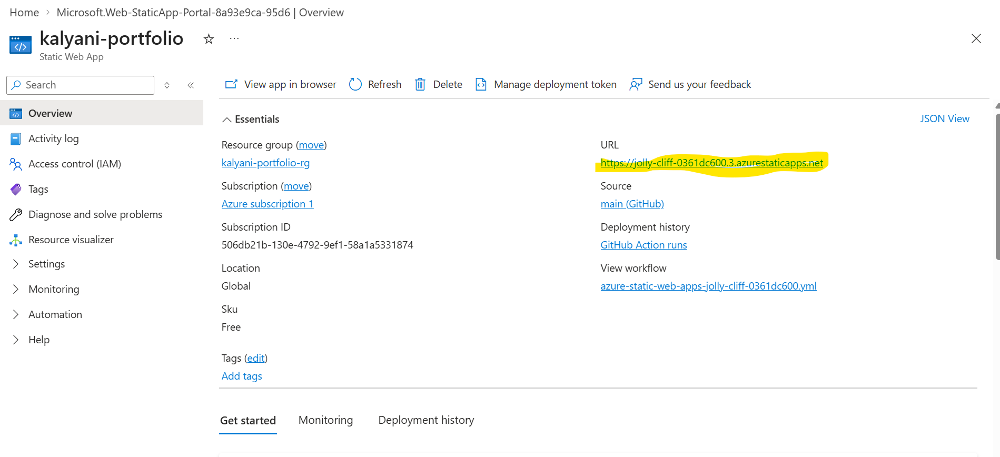 Home > Microsoft.Web-StaticApp-Portal-8a93e9ca-95d6 | Overview
kalyani-portfolio
Static Web App
Search
View app in browser Refresh Delete Manage deployment token Send us your feedback
Overview
Activity log
Access control (IAM)
Tags
Diagnose and solve problems
Resource visualizer
Settings
Monitoring
Automation
Help
Essentials
JSON View
Resource group (move)
kalyani-portfolio-rg
Subscription (move)
Azure subscription 1
Subscription ID
506db21b-130e-4792-9ef1-58a1a5331874
Location
Global
Sku
Free
URL
https://jolly-cliff-0361dc600.3.azurestaticapps.net
Source
main (GitHub)
Deployment history
GitHub Action runs
View workflow
azure-static-web-apps-jolly-cliff-0361dc600.yml
Tags (edit)
Add tags
Get started Monitoring Deployment history